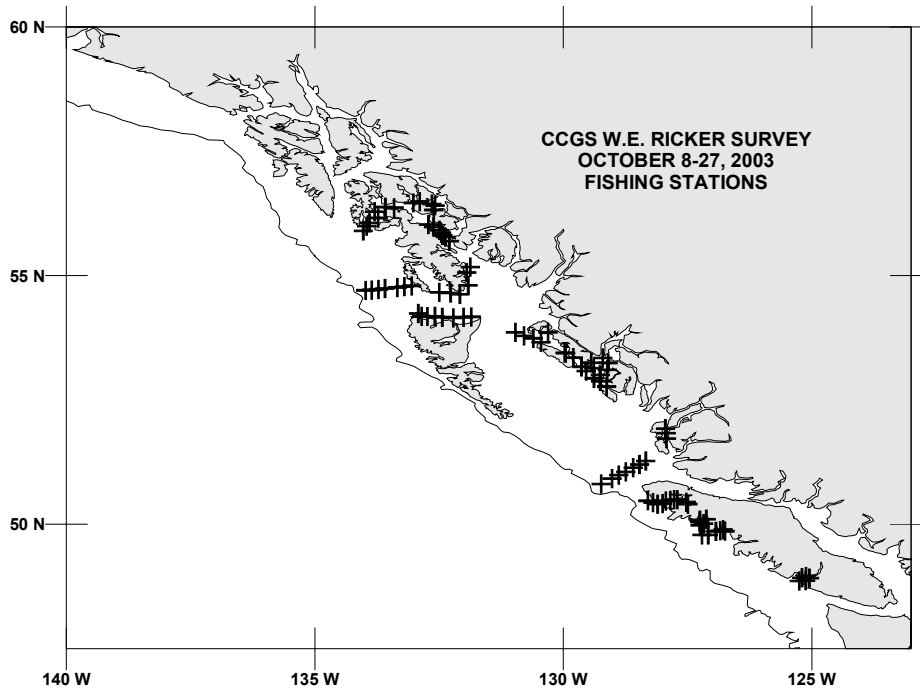 60 N
CCGS W.E. RICKER SURVEY
OCTOBER 8-27, 2003
FISHING STATIONS
55 N
50 N
140 W
135 W
130 W
125 W